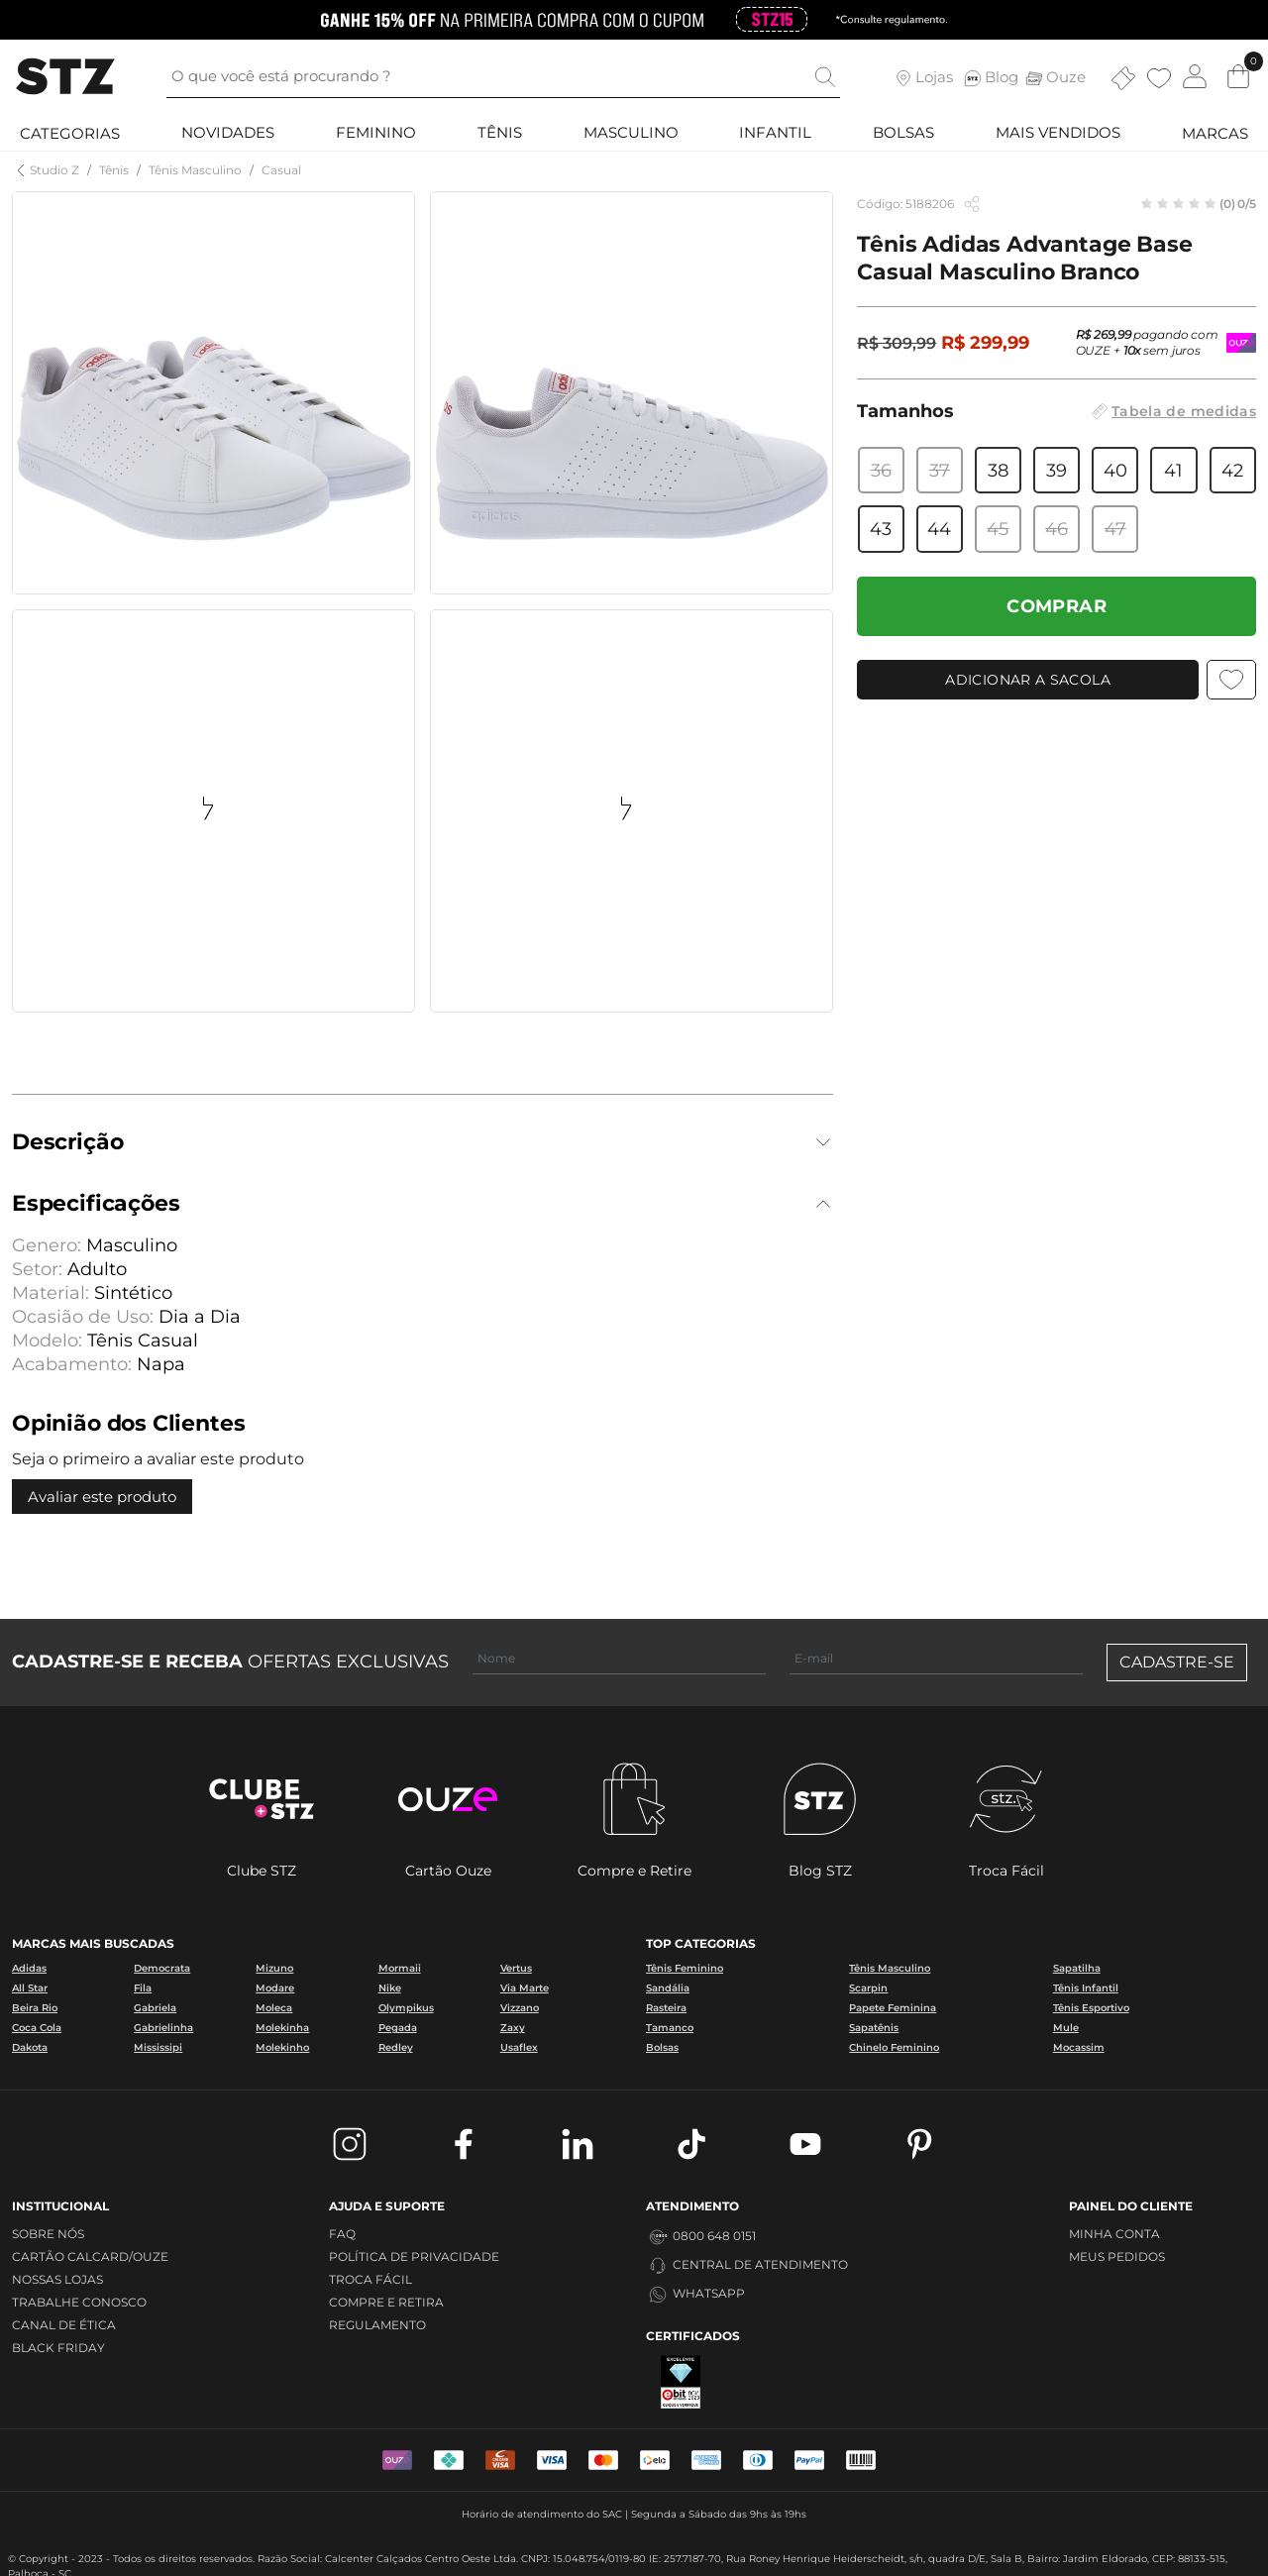 GANHE 15% OFF NA PRIMEIRA COMPRA COM O CUPOM STZ15 *Consulte regulamento.
STZ
O que você está procurando ?
Lojas Blog Ouze
0
CATEGORIAS NOVIDADES FEMININO TÊNIS MASCULINO INFANTIL BOLSAS MAIS VENDIDOS MARCAS
Studio Z / Tênis / Tênis Masculino / Casual
Código: 5188206
(0) 0/5
Tênis Adidas Advantage Base
Casual Masculino Branco
R$ 309,99 R$ 299,99
R$ 269,99 pagando com
OUZE + 10x sem juros
Tamanhos
Tabela de medidas
36 37 38 39 40 41 42
43 44 45 46 47
COMPRAR
ADICIONAR A SACOLA
Descrição
Especificações
Genero: Masculino
Setor: Adulto
Material: Sintético
Ocasião de Uso: Dia a Dia
Modelo: Tênis Casual
Acabamento: Napa
Opinião dos Clientes
Seja o primeiro a avaliar este produto
Avaliar este produto
CADASTRE-SE E RECEBA OFERTAS EXCLUSIVAS
Nome
E-mail
CADASTRE-SE
CLUBE
STZ
ouze
STZ
stz.
Clube STZ
Cartão Ouze
Compre e Retire
Blog STZ
Troca Fácil
MARCAS MAIS BUSCADAS
Adidas Democrata Mizuno Mormaii Vertus
All Star Fila Modare Nike Via Marte
Beira Rio Gabriela Moleca Olympikus Vizzano
Coca Cola Gabrielinha Molekinha Pegada Zaxy
Dakota Mississipi Molekinho Redley Usaflex
TOP CATEGORIAS
Tênis Feminino Tênis Masculino Sapatilha
Sandália Scarpin Tênis Infantil
Rasteira Papete Feminina Tênis Esportivo
Tamanco Sapatênis Mule
Bolsas Chinelo Feminino Mocassim
INSTITUCIONAL
SOBRE NÓS
CARTÃO CALCARD/OUZE
NOSSAS LOJAS
TRABALHE CONOSCO
CANAL DE ÉTICA
BLACK FRIDAY
AJUDA E SUPORTE
FAQ
POLÍTICA DE PRIVACIDADE
TROCA FÁCIL
COMPRE E RETIRA
REGULAMENTO
ATENDIMENTO
0800 648 0151
CENTRAL DE ATENDIMENTO
WHATSAPP
CERTIFICADOS
EXCELENTE
ebit
PAINEL DO CLIENTE
MINHA CONTA
MEUS PEDIDOS
VISA
elo
PayPal
Horário de atendimento do SAC | Segunda a Sábado das 9hs às 19hs
© Copyright - 2023 - Todos os direitos reservados. Razão Social: Calcenter Calçados Centro Oeste Ltda. CNPJ: 15.048.754/0119-80 IE: 257.7187-70, Rua Roney Henrique Heiderscheidt, s/n, quadra D/E, Sala B, Bairro: Jardim Eldorado, CEP: 88133-515,
Palhoça - SC